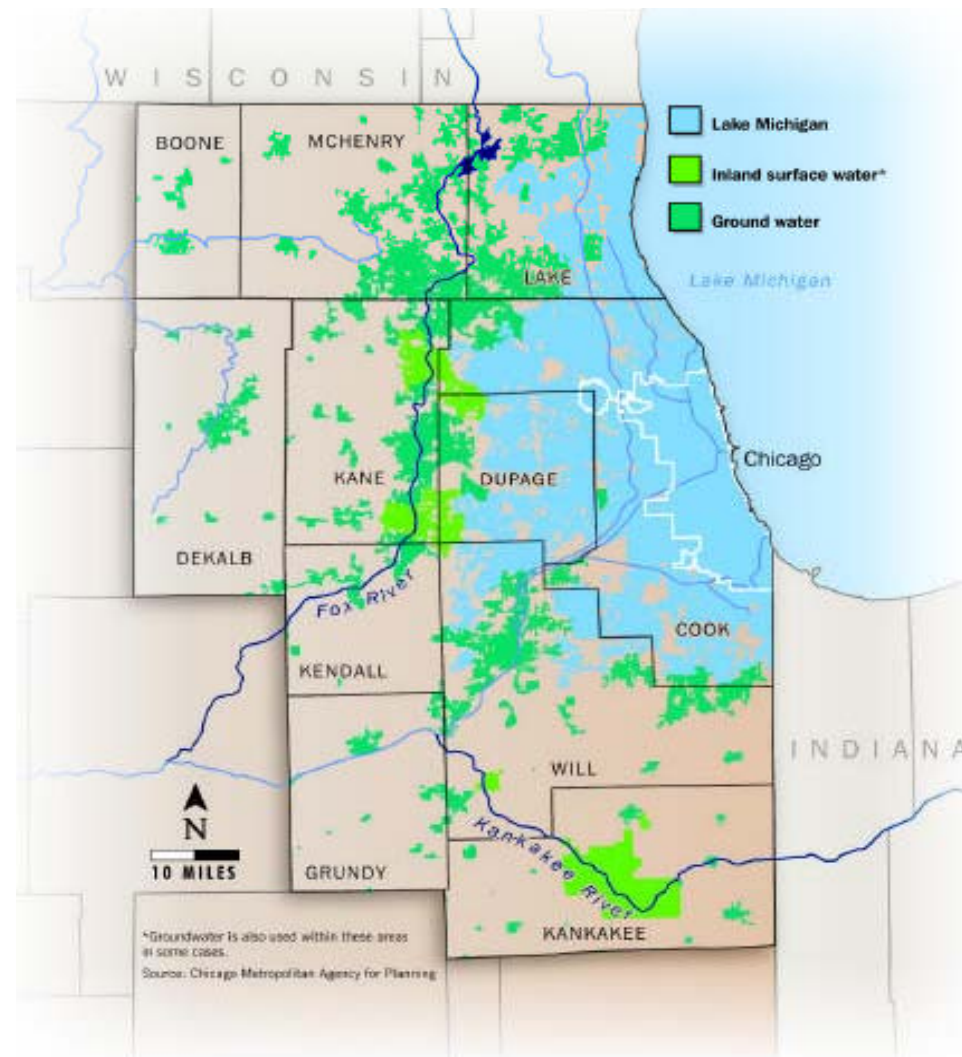 WISCONSIN
BOONE
MCHENRY
Lake Michigan
Inland surface water*
Ground water
LAKE
Lake Michigan
Chicago
KANE
DUPAGE
DEKALB
Fox River
COOK
KENDALL
INDIANA
WILL
N
10 MILES
GRUNDY
Kankakee River
KANKAKEE
*Groundwater is also used within these areas
in some cases.
Source: Chicago Metropolitan Agency for Planning